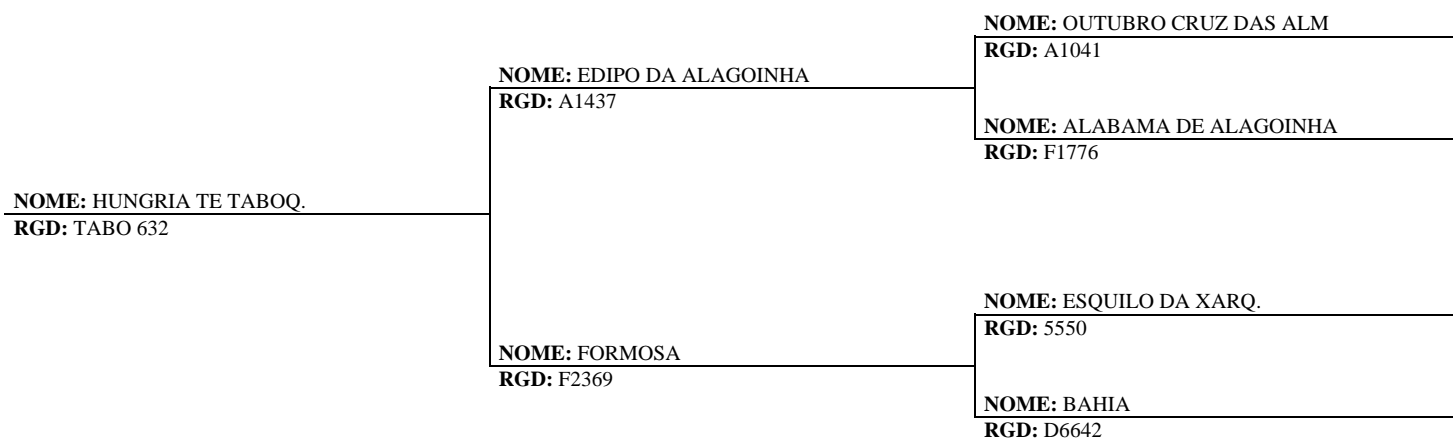 NOME: OUTUBRO CRUZ DAS ALM
RGD: A1041
NOME: EDIPO DA ALAGOINHA
RGD: A1437
NOME: ALABAMA DE ALAGOINHA
RGD: F1776
NOME: HUNGRIA TE TABOQ.
RGD: TABO 632
NOME: ESQUILO DA XARQ.
RGD: 5550
NOME: FORMOSA
RGD: F2369
NOME: BAHIA
RGD: D6642